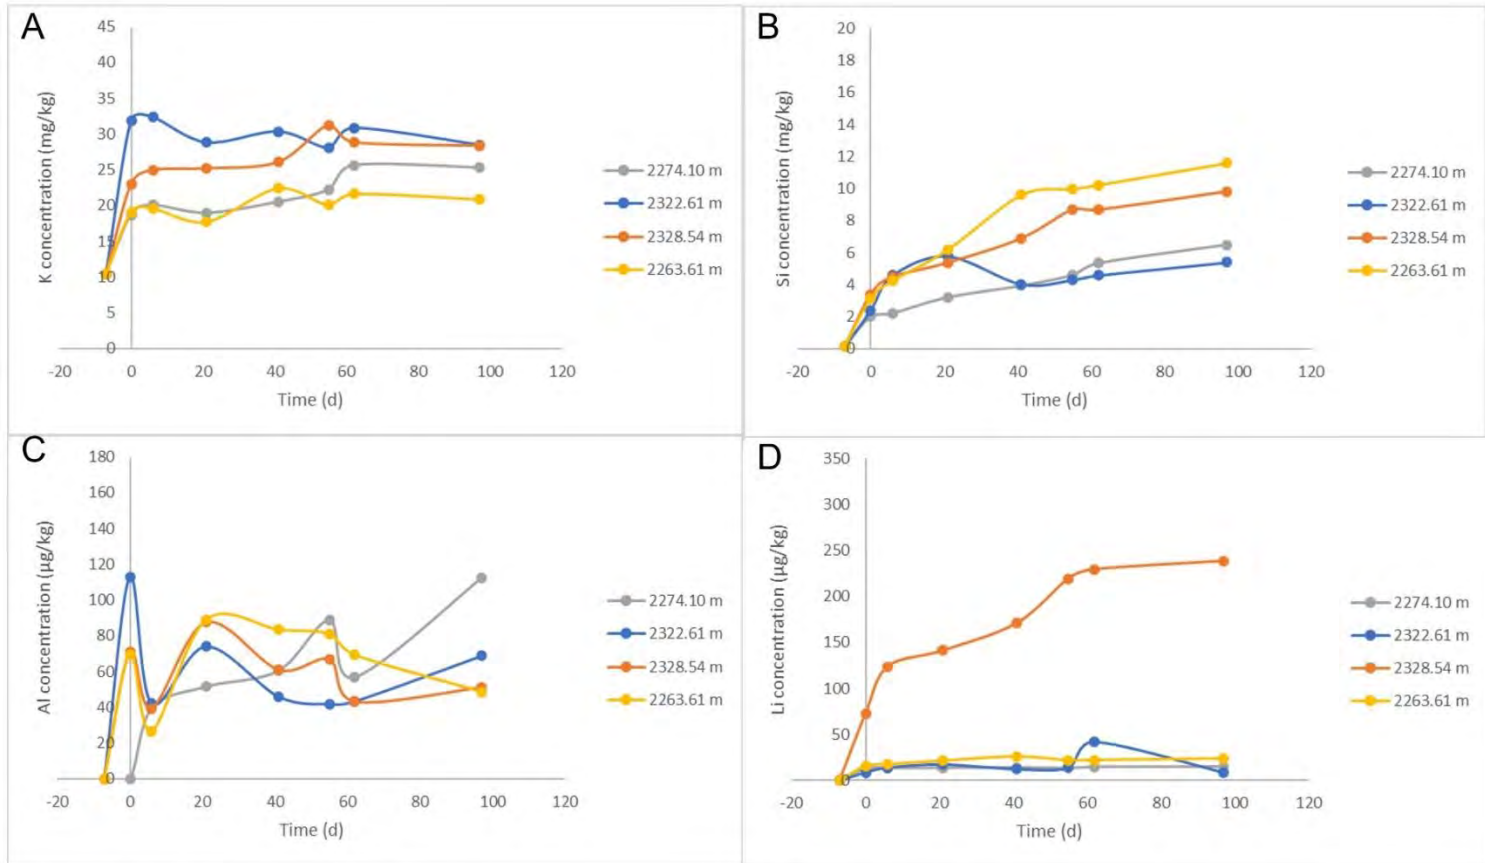 A
K concentration (mg/kg)
45
40
35
30
25
20
15
10
5
0
-20 0 20 40 60 80 100 120
Time (d)
2274.10 m
2322.61 m
2328.54 m
2263.61 m
B
Si concentration (mg/kg)
20
18
16
14
12
10
8
6
4
2
0
-20 0 20 40 60 80 100 120
Time (d)
2274.10 m
2322.61 m
2328.54 m
2263.61 m
C
Al concentration (µg/kg)
180
160
140
120
100
80
60
40
20
0
-20 0 20 40 60 80 100 120
Time (d)
2274.10 m
2322.61 m
2328.54 m
2263.61 m
D
Li concentration (µg/kg)
350
300
250
200
150
100
50
0
-20 0 20 40 60 80 100 120
Time (d)
2274.10 m
2322.61 m
2328.54 m
2263.61 m